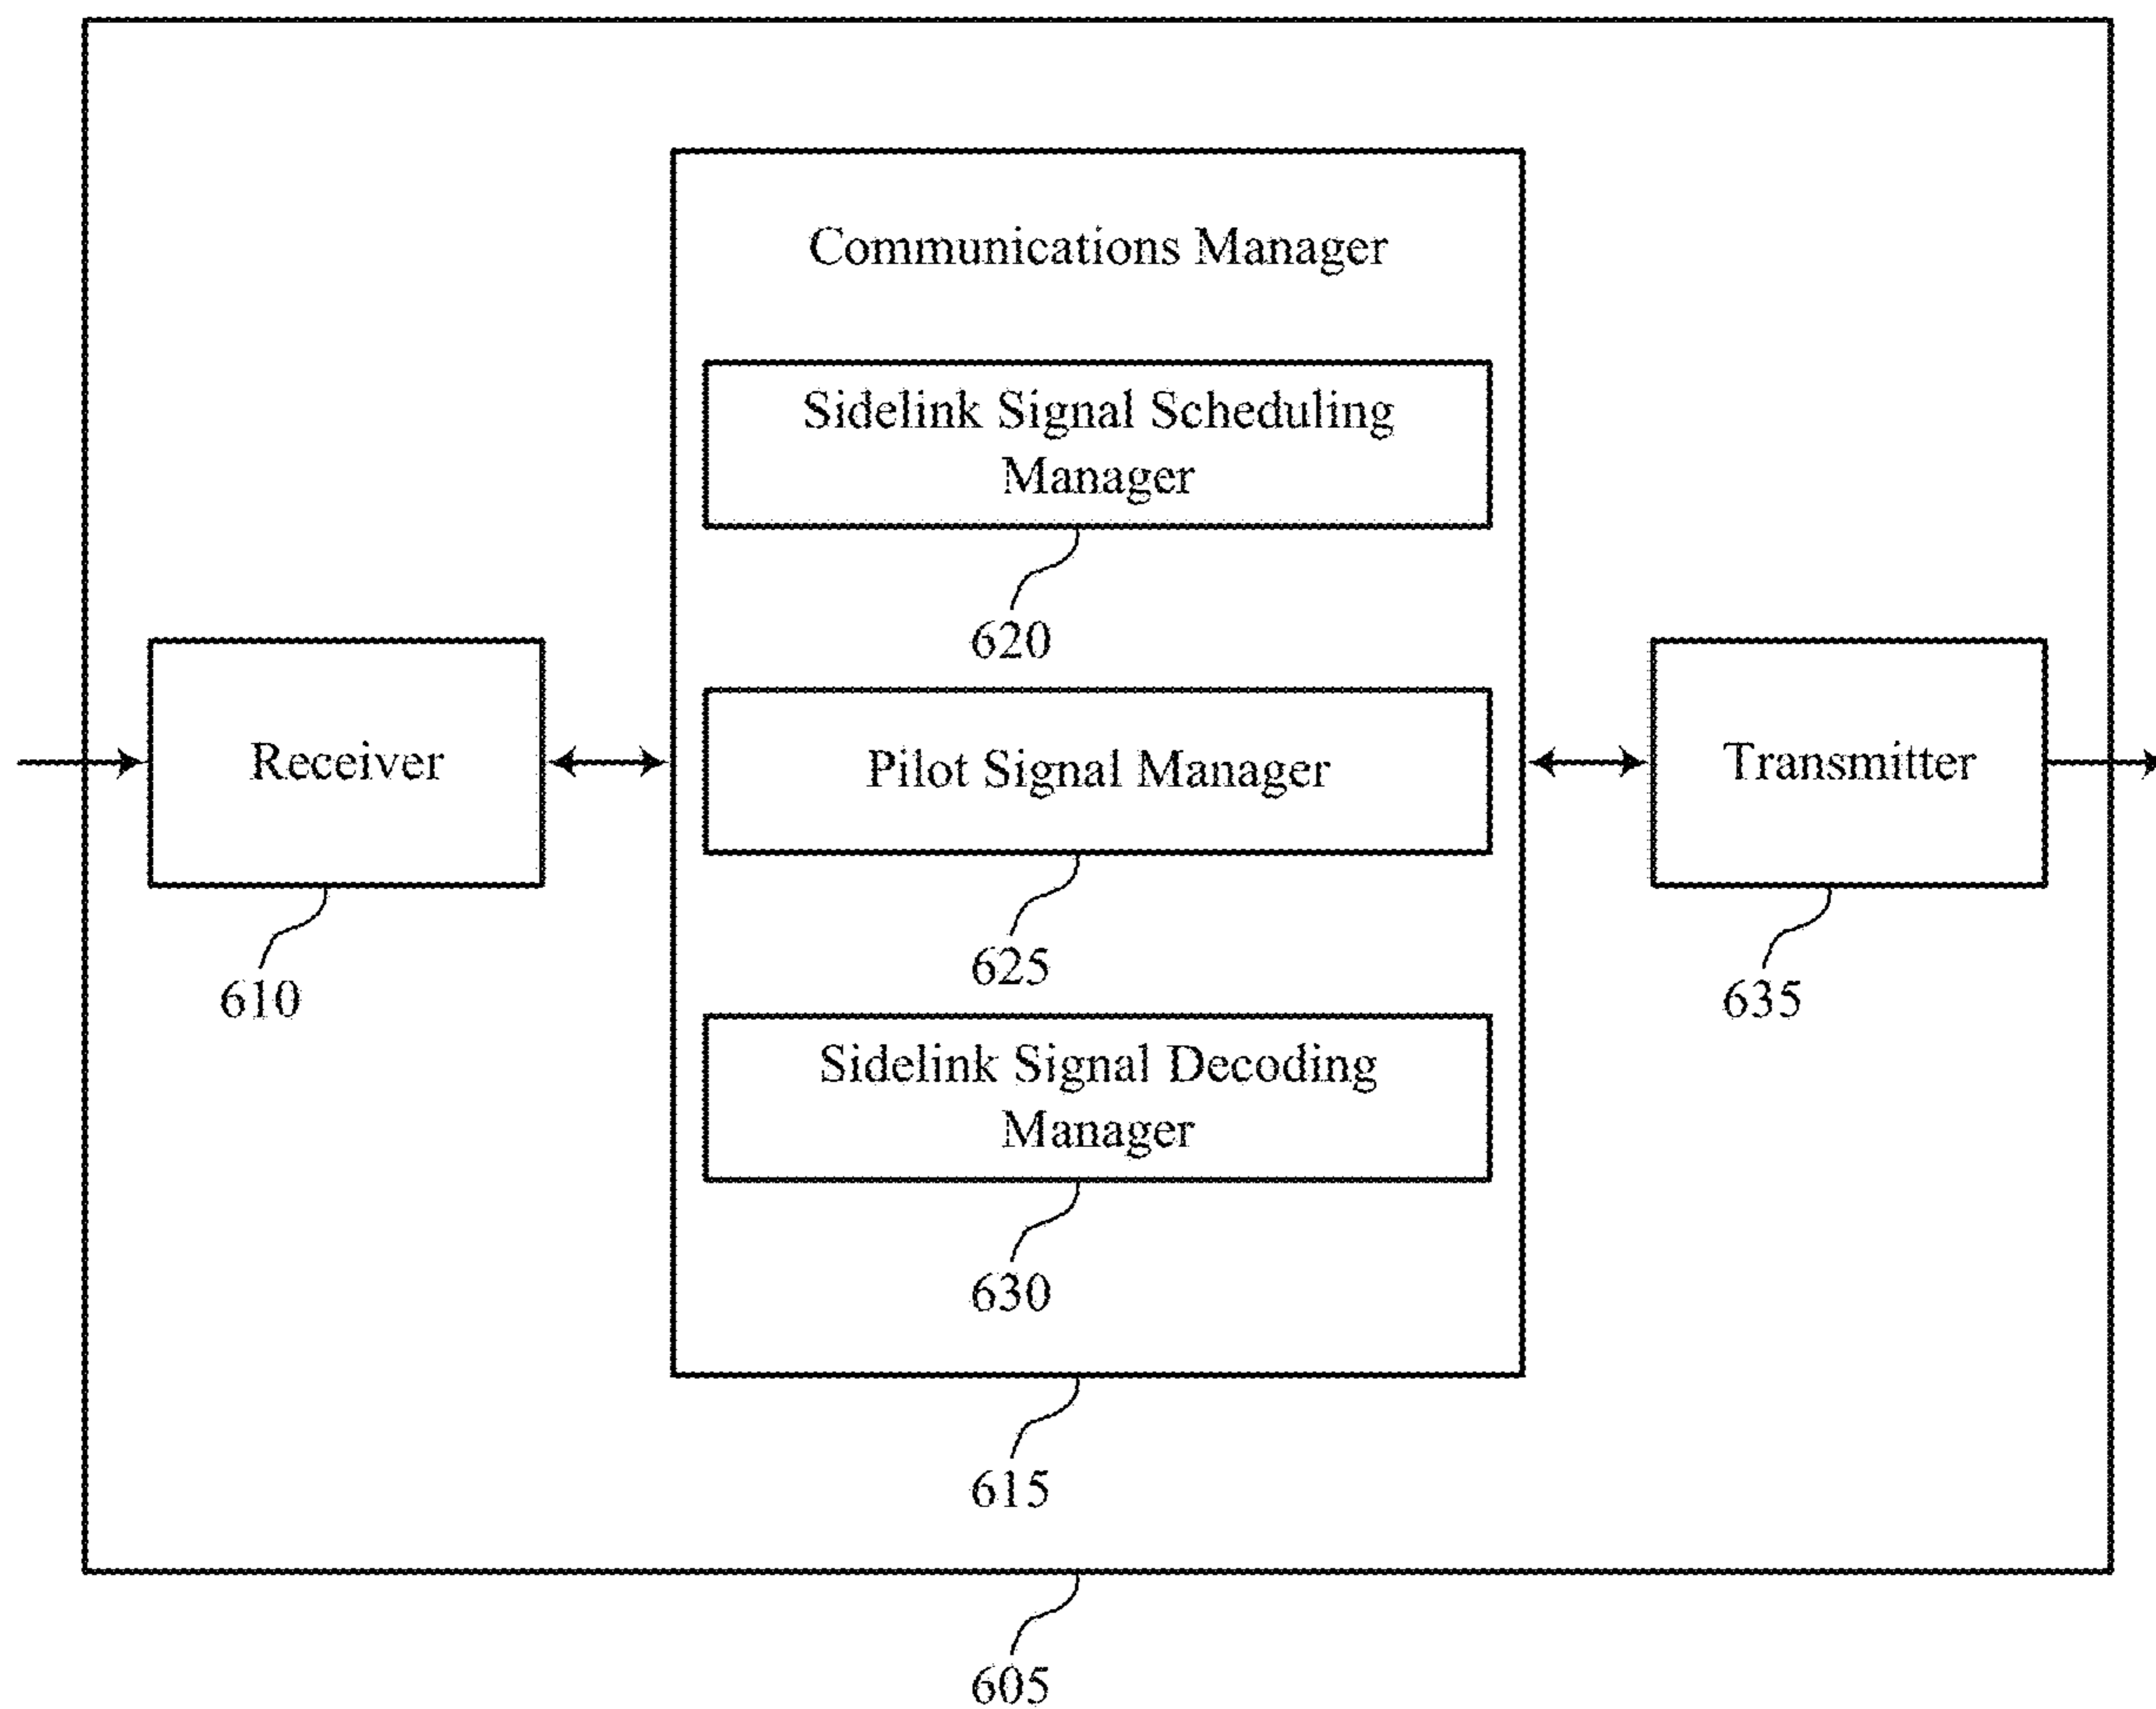 Communications Manager
Sidelink Signal Scheduling
Manager
620
Receiver
610
Pilot Signal Manager
625
Transmitter
635
Sidelink Signal Decoding
Manager
630
615
605